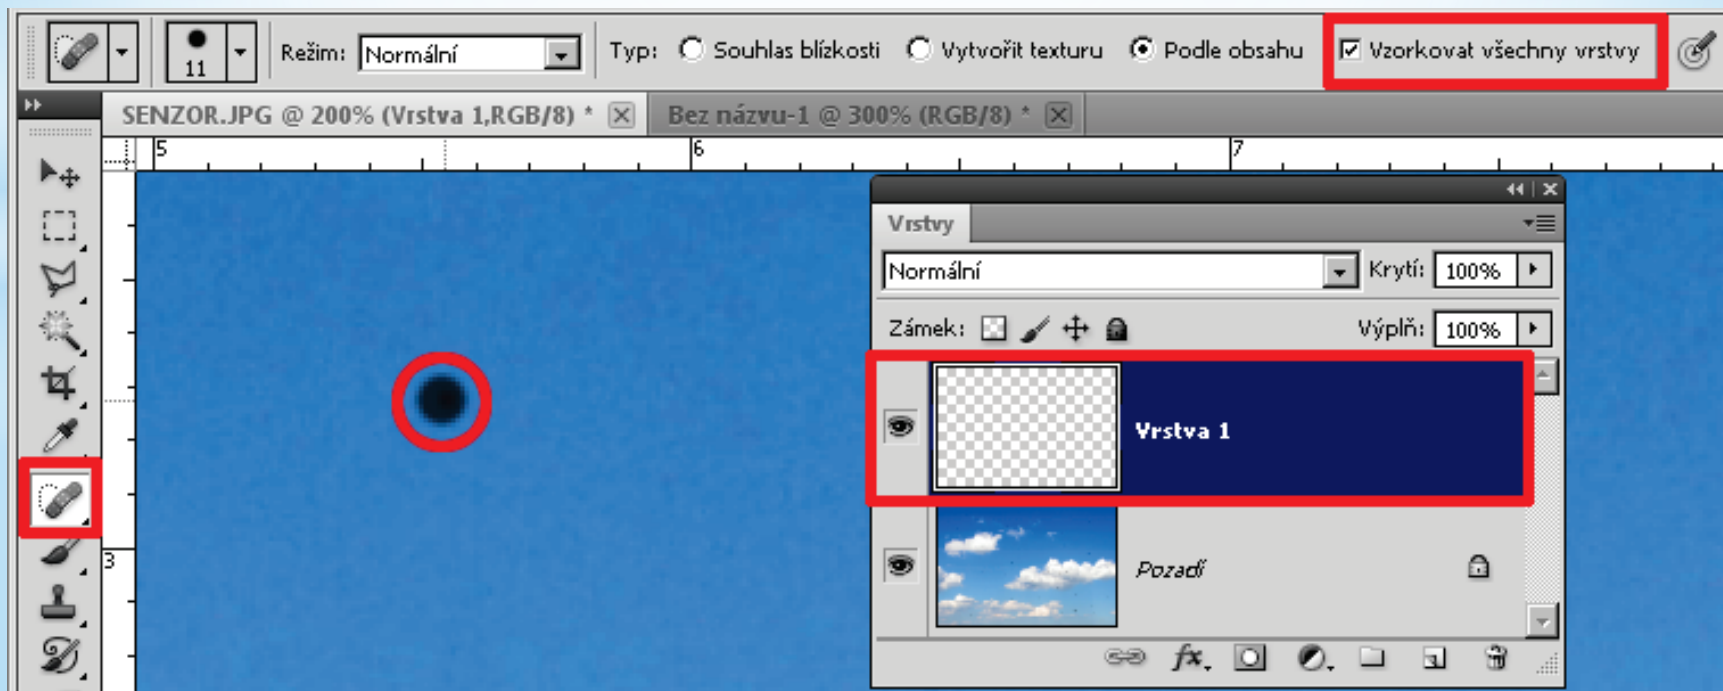 11 Režim: Normální Typ: Souhlas blízkosti Vytvořit texturu Podle obsahu Vzorkovat všechny vrstvy
SENZOR.JPG @ 200% (Vrstva 1,RGB/8) * Bez názvu-1 @ 300% (RGB/8) *
5 6 7
Vrstvy
Normální Krytí: 100%
Zámek: Výplň: 100%
Vrstva 1
3
Pozadí
fx